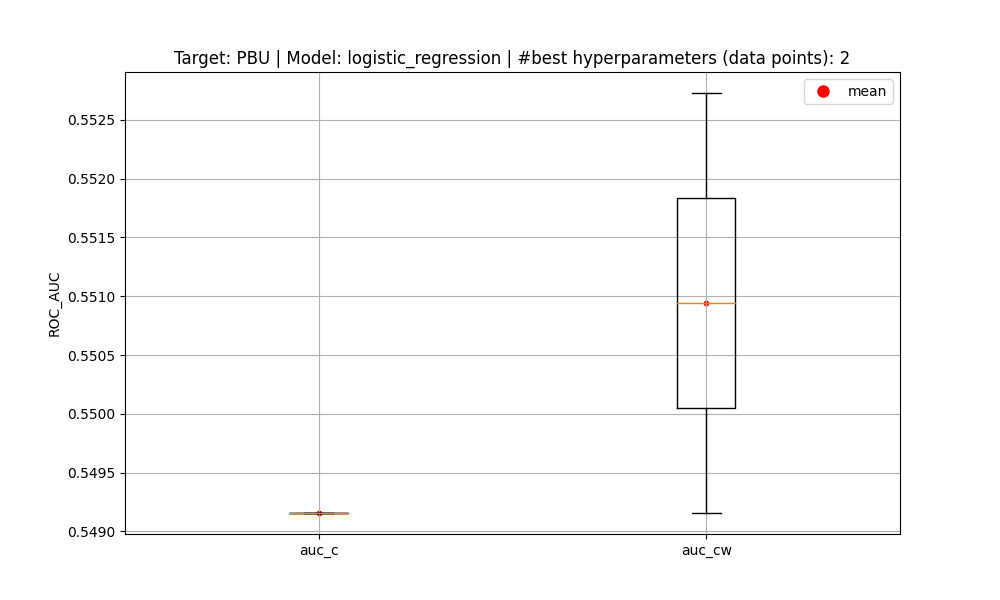 Target: PBU | Model: logistic_regression | #best hyperparameters (data points): 2
mean
0.5525
0.5520
0.5515
0.5510
0.5505
0.5500
0.5495
0.5490
ROC_AUC
auc_c
auc_cw